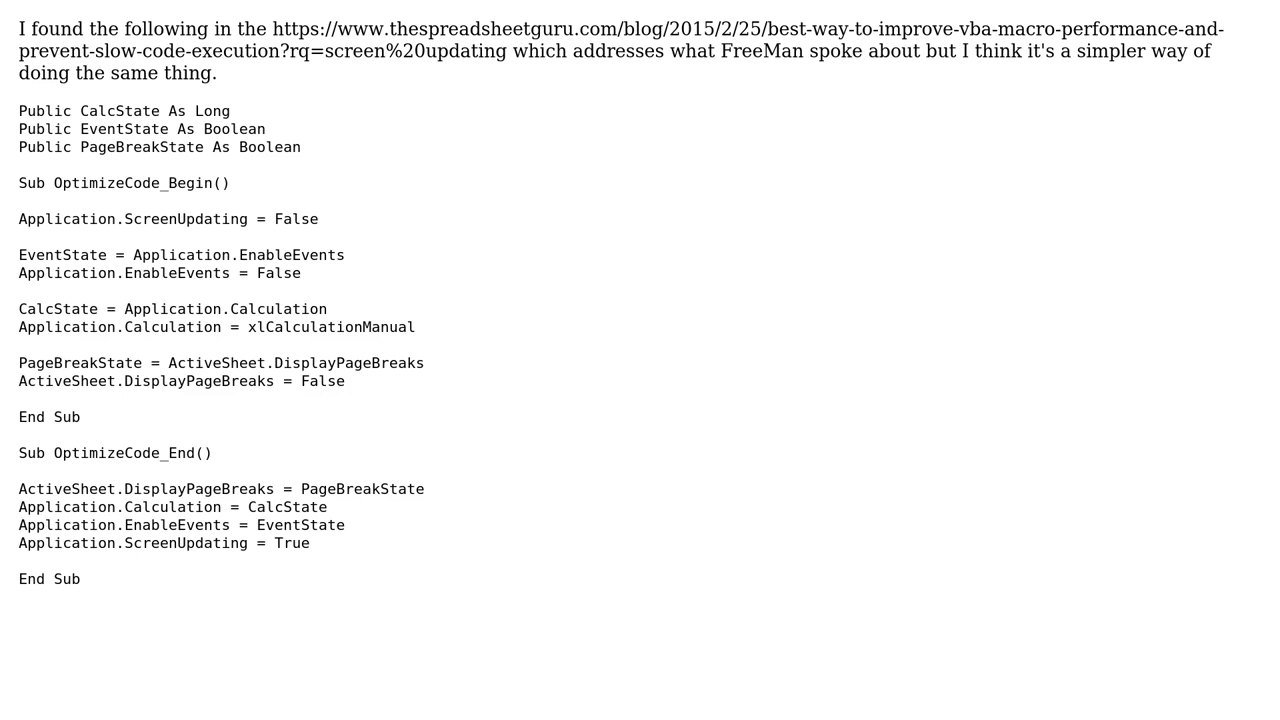 I found the following in the https://www.thespreadsheetguru.com/blog/2015/2/25/best-way-to-improve-vba-macro-performance-and-
prevent-slow-code-execution?rq=screen%20updating which addresses what FreeMan spoke about but I think it's a simpler way of
doing the same thing.
Public CalcState As Long
Public EventState As Boolean
Public PageBreakState As Boolean
Sub OptimizeCode_Begin()
Application.ScreenUpdating = False
EventState = Application.EnableEvents
Application.EnableEvents = False
CalcState = Application.Calculation
Application.Calculation = xlCalculationManual
PageBreakState = ActiveSheet.DisplayPageBreaks
ActiveSheet.DisplayPageBreaks = False
End Sub
Sub OptimizeCode_End()
ActiveSheet.DisplayPageBreaks = PageBreakState
Application.Calculation = CalcState
Application.EnableEvents = EventState
Application.ScreenUpdating = True
End Sub